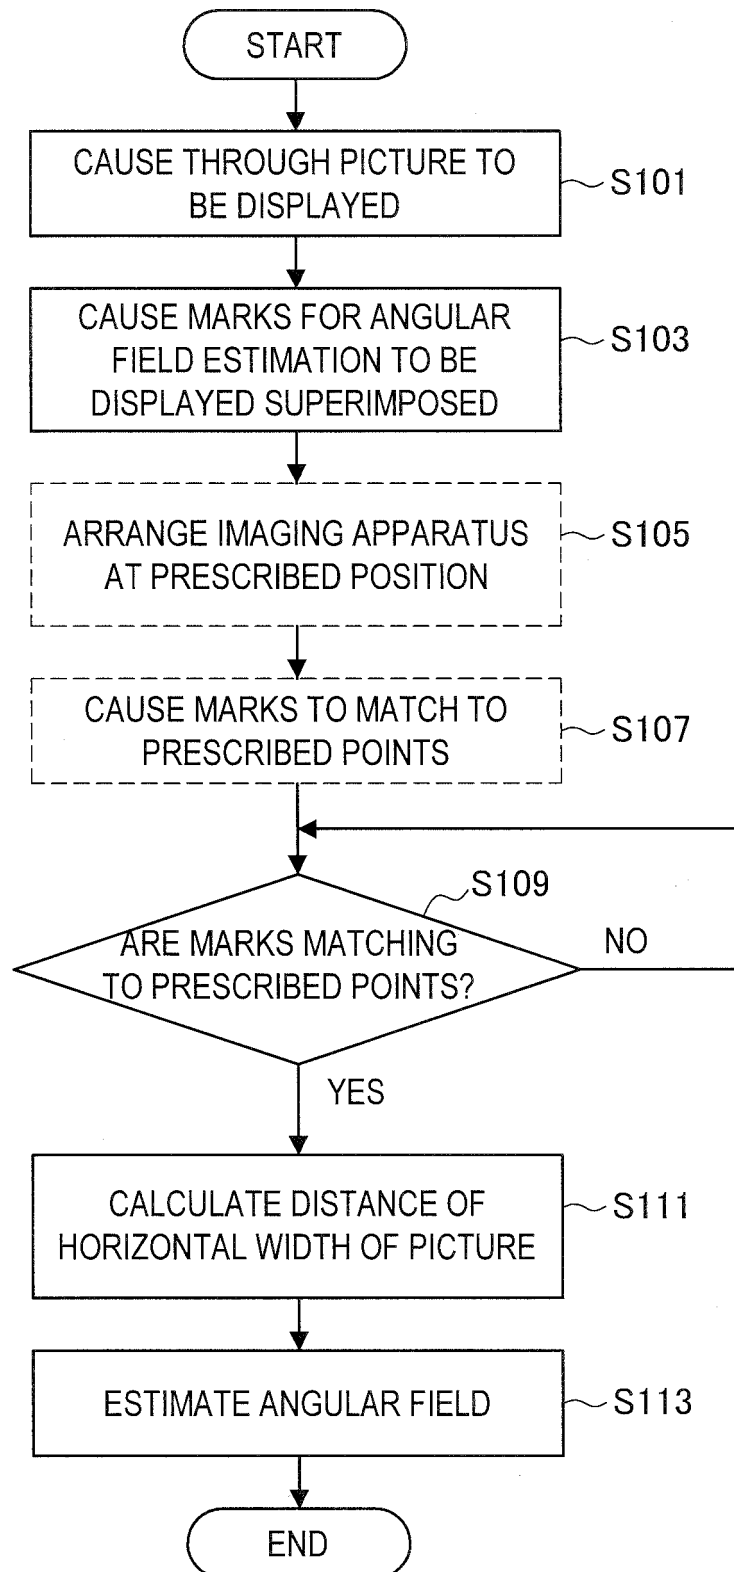 START
CAUSE THROUGH PICTURE TO
BE DISPLAYED
S101
CAUSE MARKS FOR ANGULAR
FIELD ESTIMATION TO BE
DISPLAYED SUPERIMPOSED
S103
ARRANGE IMAGING APPARATUS
AT PRESCRIBED POSITION
S105
CAUSE MARKS TO MATCH TO
PRESCRIBED POINTS
S107
S109
ARE MARKS MATCHING
TO PRESCRIBED POINTS?
NO
YES
CALCULATE DISTANCE OF
HORIZONTAL WIDTH OF PICTURE
S111
ESTIMATE ANGULAR FIELD
S113
END